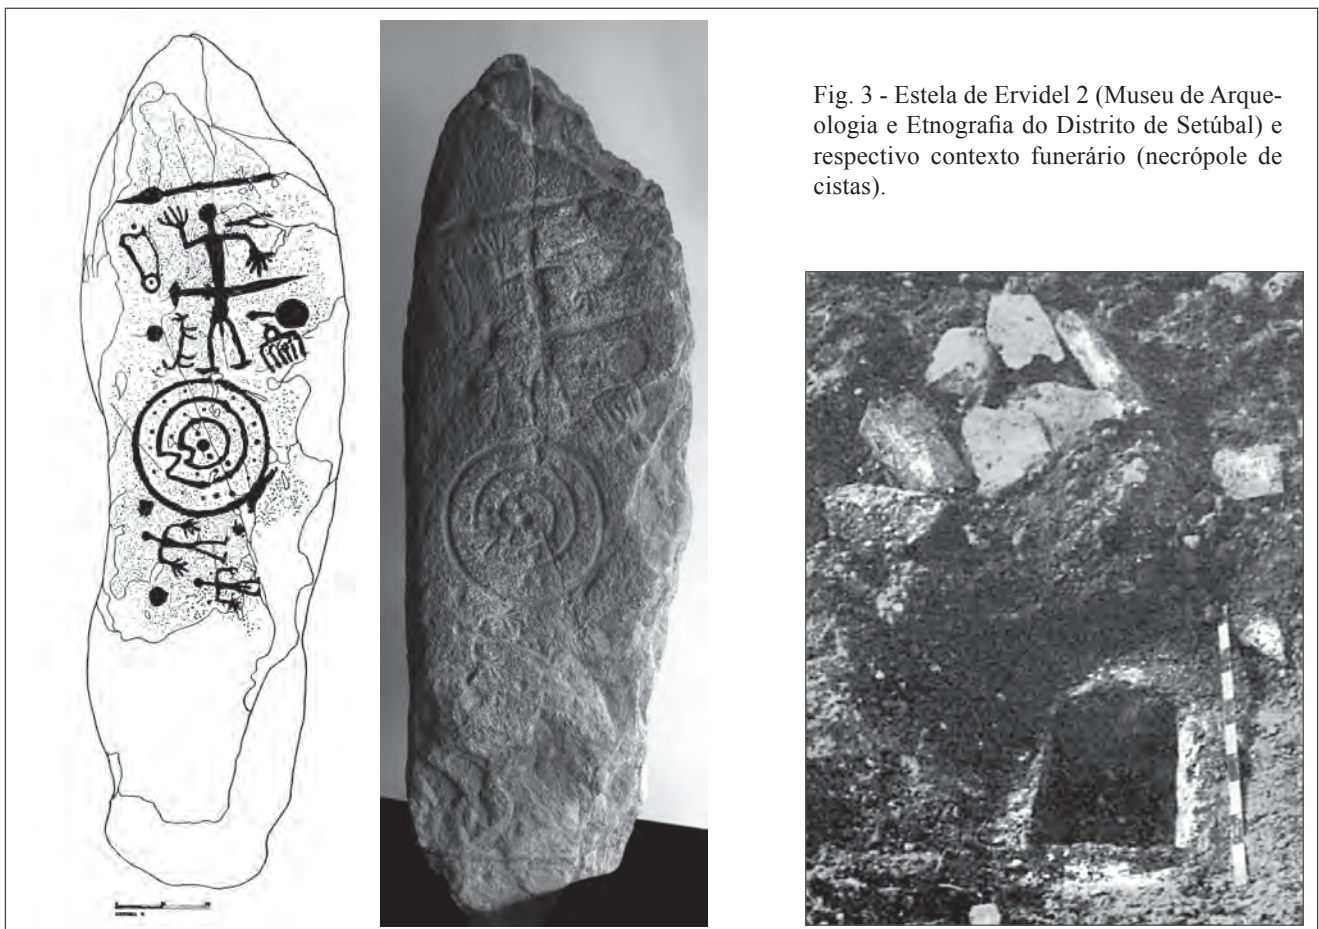 Fig. 3 - Estela de Ervidel 2 (Museu de Arque-
ologia e Etnografia do Distrito de Setúbal) e
respectivo contexto funerário (necrópole de
cistas).